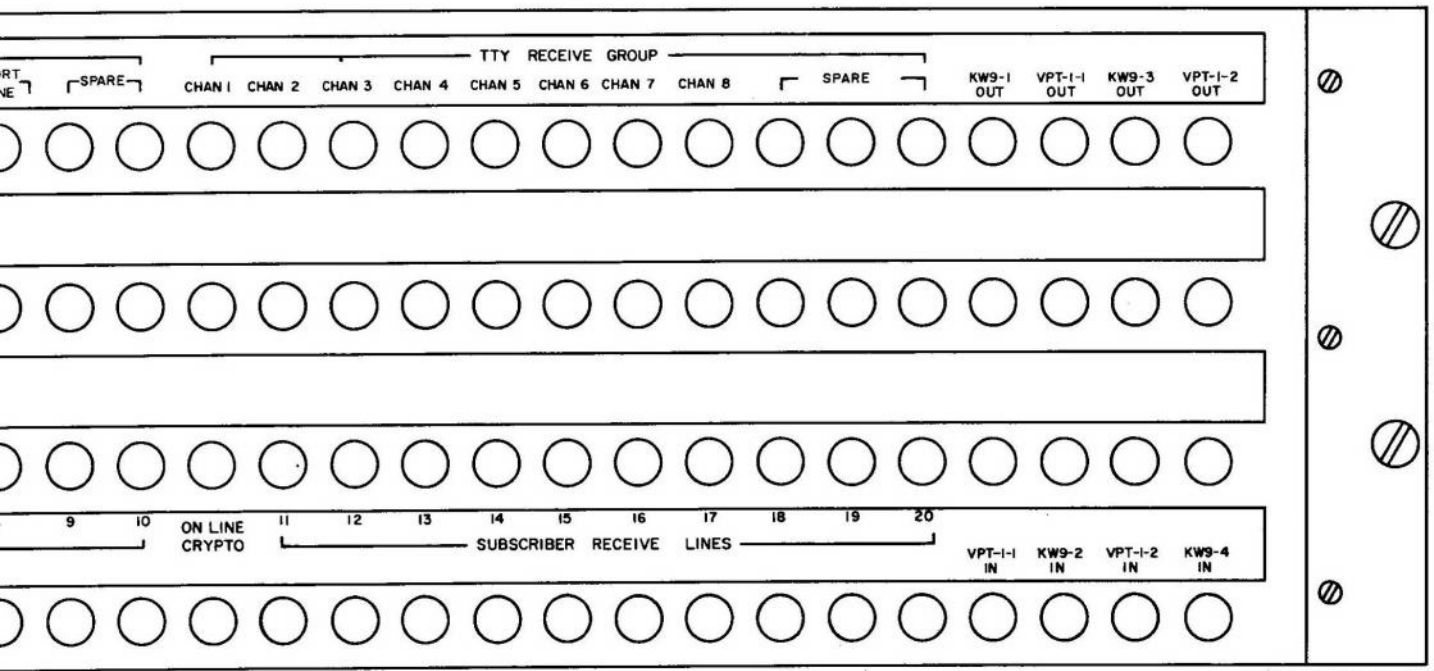 TTY RECEIVE GROUP
SPARE CHAN 1 CHAN 2 CHAN 3 CHAN 4 CHAN 5 CHAN 6 CHAN 7 CHAN 8 SPARE
KW9-1 OUT
VPT-1-1 OUT
KW9-3 OUT
VPT-1-2 OUT
9 10
ON LINE
CRYPTO
11 12 13 14 15 16 17 18 19 20
SUBSCRIBER RECEIVE LINES
VPT-1-1 IN
KW9-2 IN
VPT-1-2 IN
KW9-4 IN